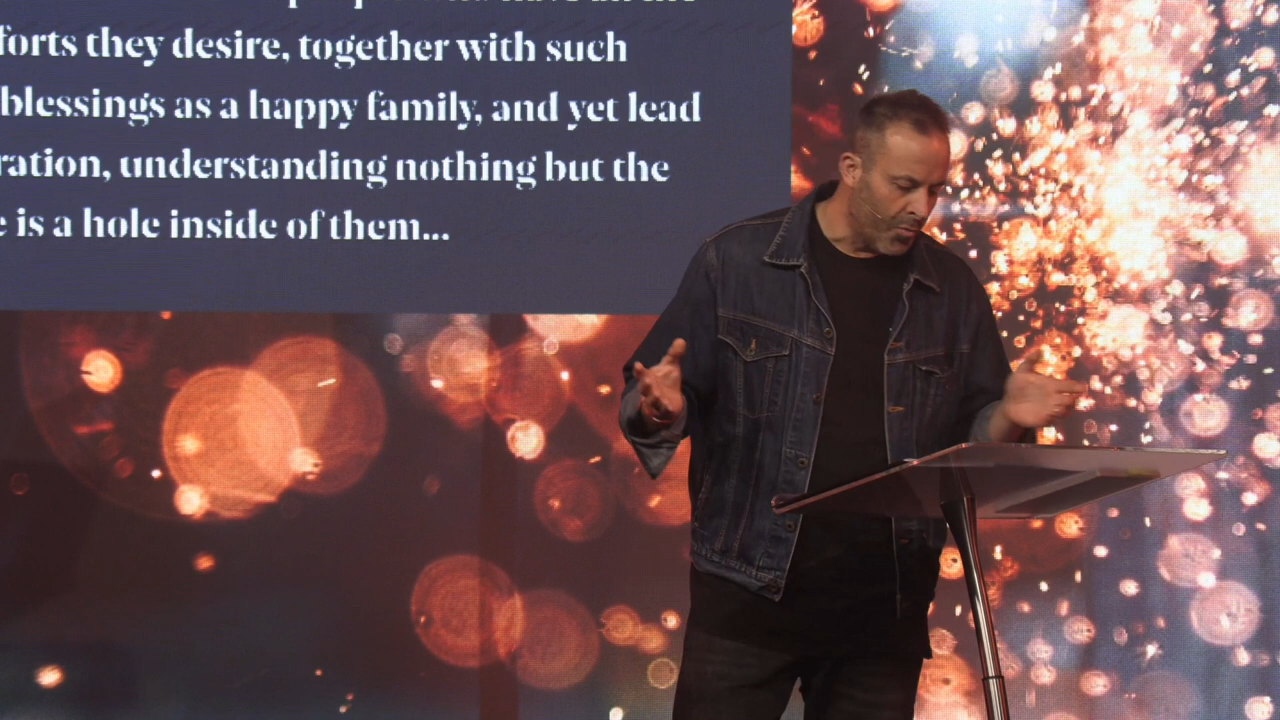 forts they desire, together with such
blessings as a happy family, and yet lead
ration, understanding nothing but the
e is a hole inside of them...